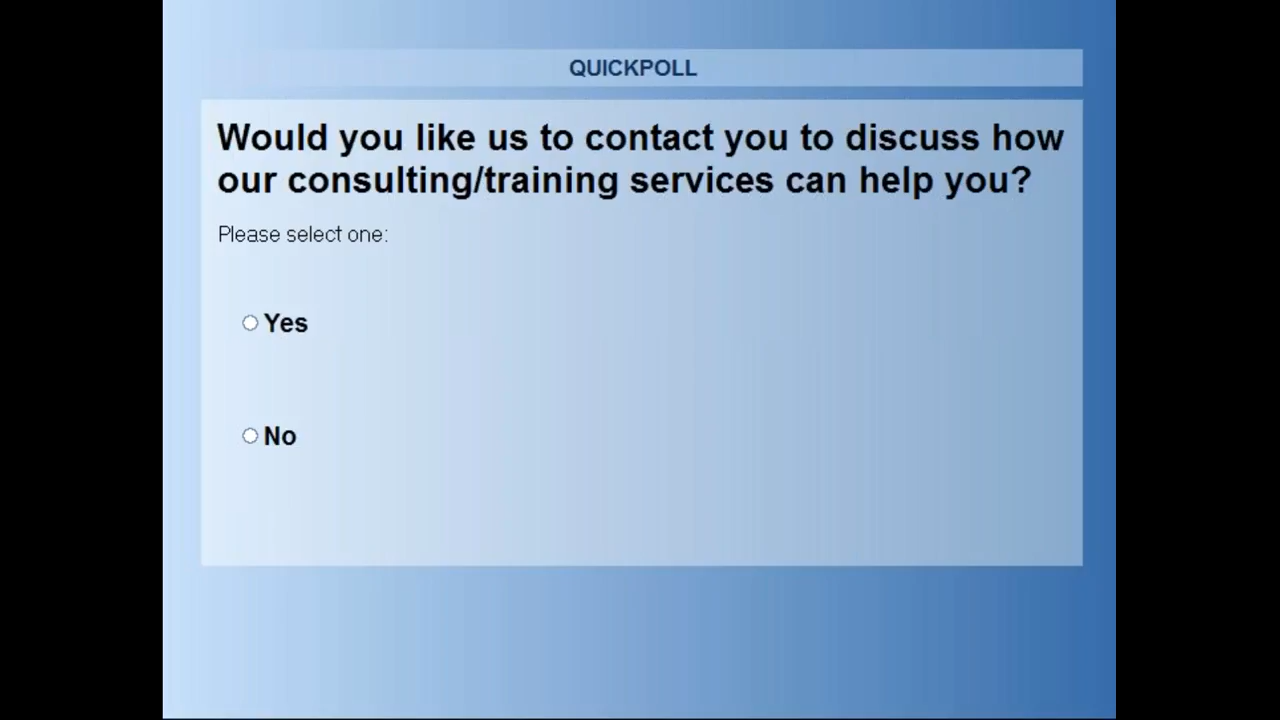 QUICKPOLL
Would you like us to contact you to discuss how
our consulting/training services can help you?
Please select one:
Yes
No